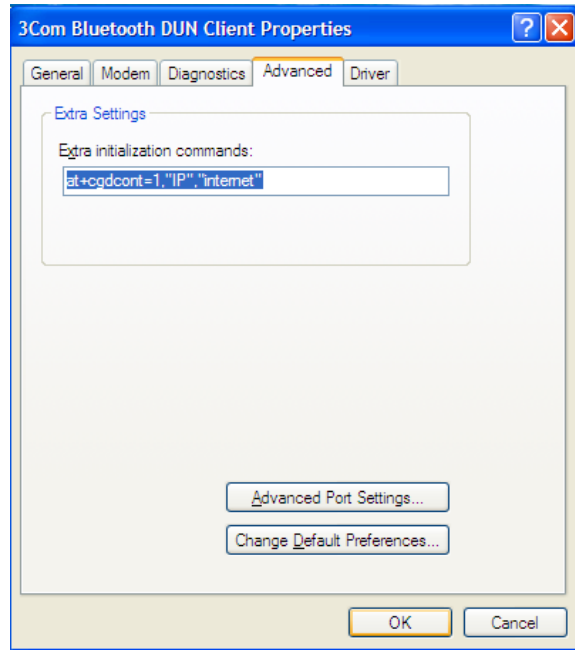 3Com Bluetooth DUN Client Properties
General Modem Diagnostics Advanced Driver
Extra Settings
Extra initialization commands:
at+cgdcont=1,"IP","internet"
Advanced Port Settings...
Change Default Preferences...
OK Cancel